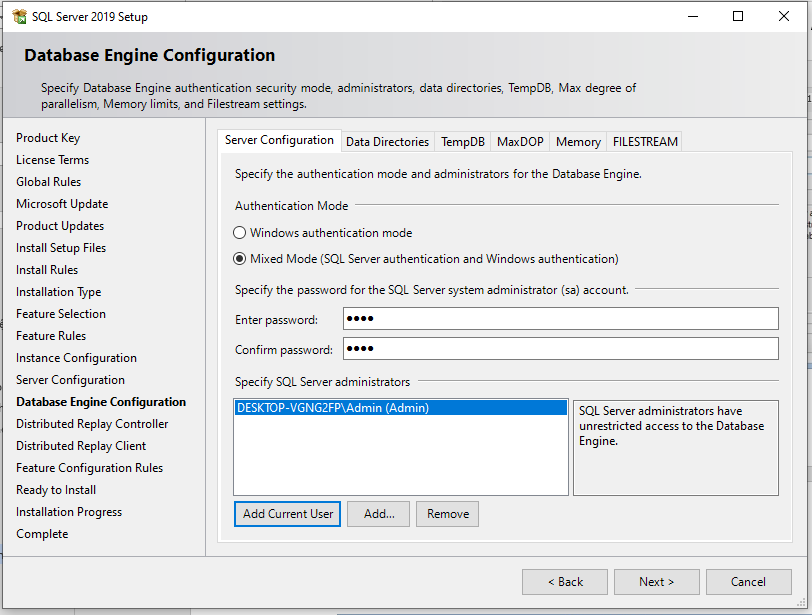 SQL Server 2019 Setup
Database Engine Configuration
Specify Database Engine authentication security mode, administrators, data directories, TempDB, Max degree of
parallelism, Memory limits, and Filestream settings.
Product Key
License Terms
Global Rules
Microsoft Update
Product Updates
Install Setup Files
Install Rules
Installation Type
Feature Selection
Feature Rules
Instance Configuration
Server Configuration
Database Engine Configuration
Distributed Replay Controller
Distributed Replay Client
Feature Configuration Rules
Ready to Install
Installation Progress
Complete
Server Configuration Data Directories TempDB MaxDOP Memory FILESTREAM
Specify the authentication mode and administrators for the Database Engine.
Authentication Mode
Windows authentication mode
Mixed Mode (SQL Server authentication and Windows authentication)
Specify the password for the SQL Server system administrator (sa) account.
Enter password: ••••
Confirm password: ••••
Specify SQL Server administrators
DESKTOP-VGNG2FP\Admin (Admin)
SQL Server administrators have
unrestricted access to the Database
Engine.
Add Current User Add... Remove
< Back Next > Cancel